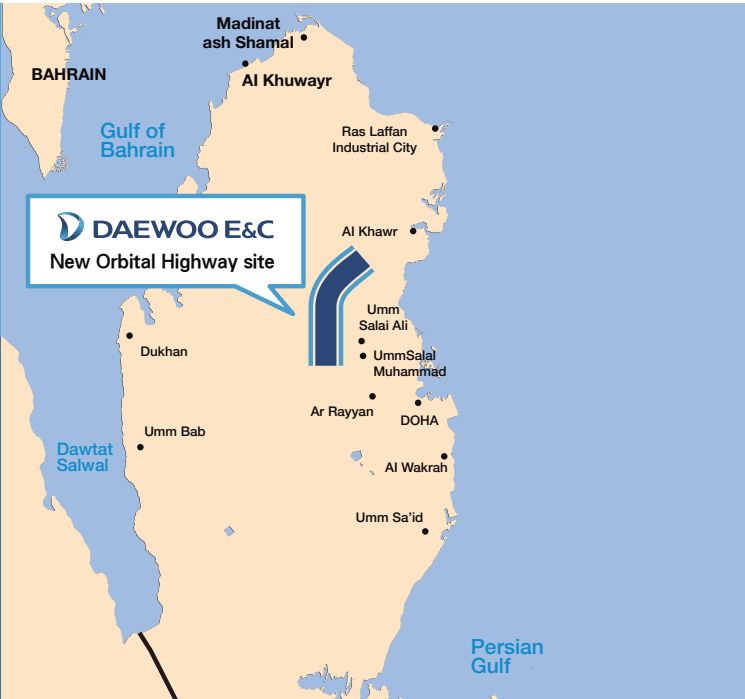 Madinat
ash Shamal
BAHRAIN
Al Khuwayr
Gulf of
Bahrain
Ras Laffan
Industrial City
DAEWOO E&C
New Orbital Highway site
Al Khawr
Umm
Salai Ali
Dukhan
UmmSalal
Muhammad
Ar Rayyan
DOHA
Umm Bab
Dawtat
Salwal
Al Wakrah
Umm Sa'id
Persian
Gulf